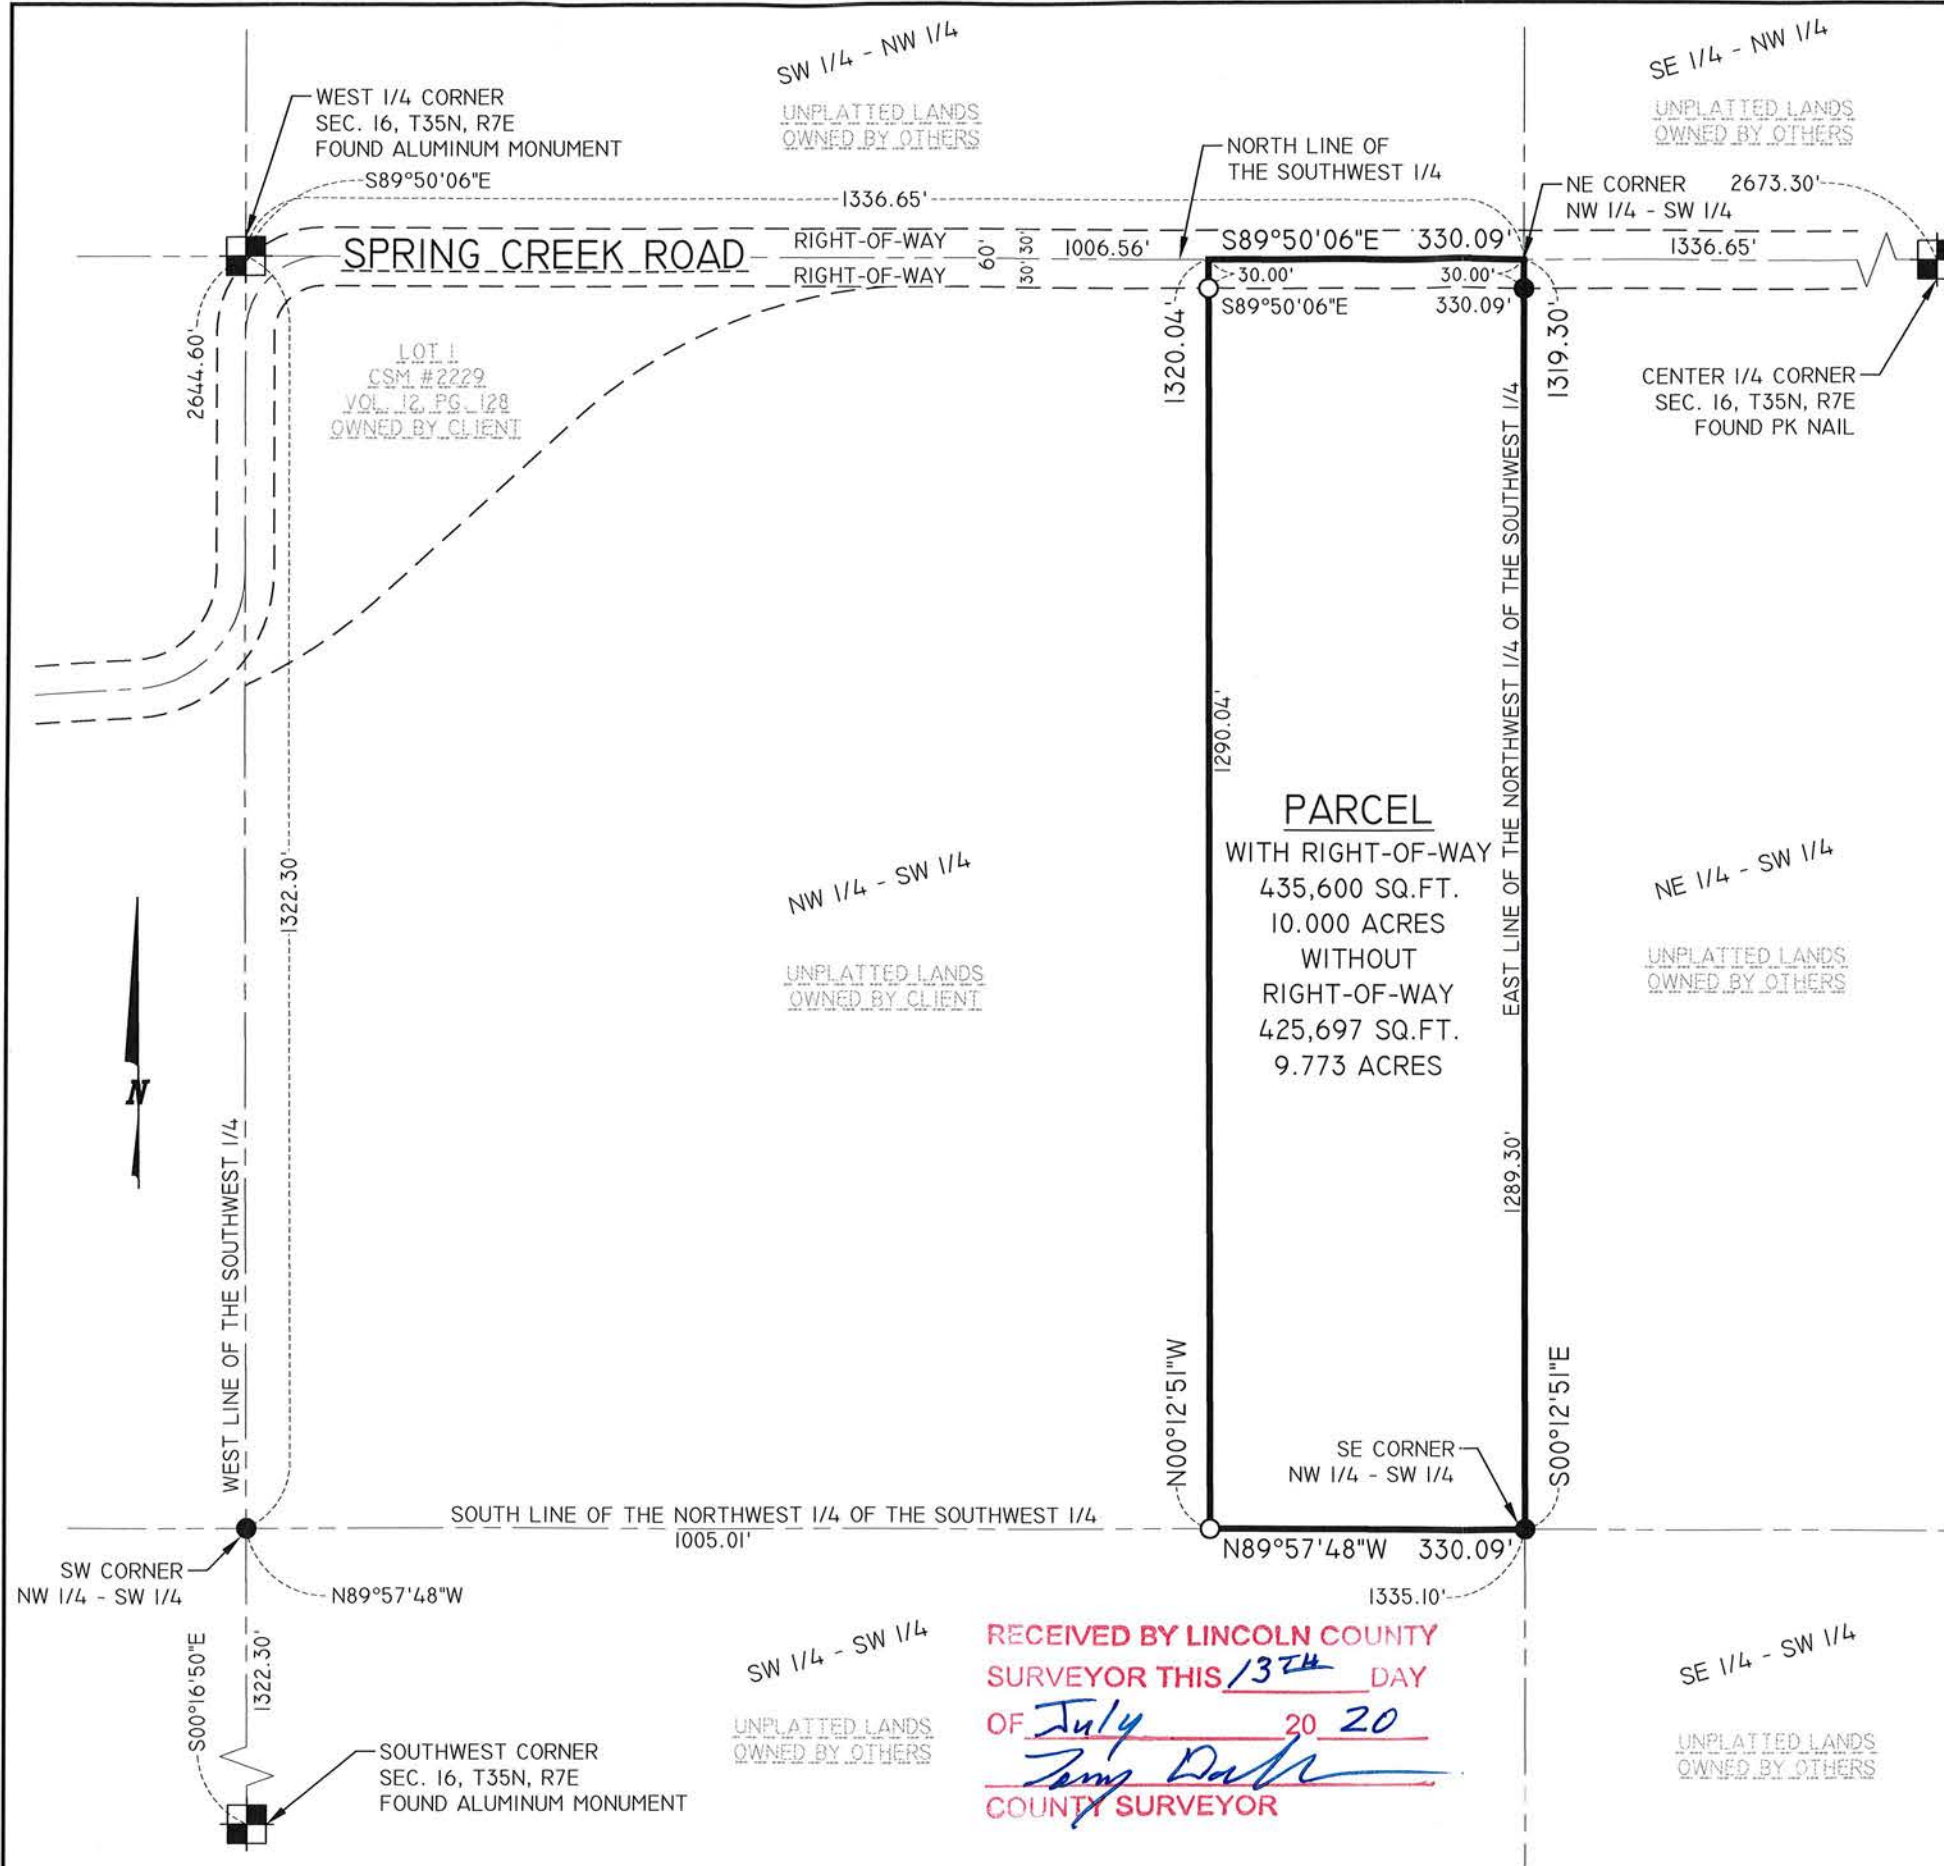 SW 1/4 - NW 1/4
UNPLATTED LANDS
OWNED BY OTHERS
SE 1/4 - NW 1/4
UNPLATTED LANDS
OWNED BY OTHERS
WEST 1/4 CORNER
SEC. 16, T35N, R7E
FOUND ALUMINUM MONUMENT
NORTH LINE OF
THE SOUTHWEST 1/4
NE CORNER
NW 1/4 - SW 1/4
2673.30'
S89°50'06"E
1336.65'
SPRING CREEK ROAD
RIGHT-OF-WAY
RIGHT-OF-WAY
60'
30'
30'
1006.56'
S89°50'06"E 330.09'
1336.65'
30.00'
30.00'
S89°50'06"E
330.09'
2644.60'
1320.04'
1319.30'
LOT 1
CSM #2229
VOL. 12, PG. 128
OWNED BY CLIENT
CENTER 1/4 CORNER
SEC. 16, T35N, R7E
FOUND PK NAIL
EAST LINE OF THE NORTHWEST 1/4 OF THE SOUTHWEST 1/4
1290.04'
1322.30'
PARCEL
WITH RIGHT-OF-WAY
435,600 SQ.FT.
10.000 ACRES
WITHOUT
RIGHT-OF-WAY
425,697 SQ.FT.
9.773 ACRES
NW 1/4 - SW 1/4
UNPLATTED LANDS
OWNED BY CLIENT
NE 1/4 - SW 1/4
UNPLATTED LANDS
OWNED BY OTHERS
N
1289.30'
WEST LINE OF THE SOUTHWEST 1/4
N00°12'51"W
S00°12'51"E
SE CORNER
NW 1/4 - SW 1/4
SOUTH LINE OF THE NORTHWEST 1/4 OF THE SOUTHWEST 1/4
1005.01'
N89°57'48"W 330.09'
SW CORNER
NW 1/4 - SW 1/4
N89°57'48"W
1335.10'
S00°16'50"E
1322.30'
SW 1/4 - SW 1/4
UNPLATTED LANDS
OWNED BY OTHERS
SE 1/4 - SW 1/4
UNPLATTED LANDS
OWNED BY OTHERS
RECEIVED BY LINCOLN COUNTY
SURVEYOR THIS 13TH DAY
OF July 20 20
COUNTY SURVEYOR
SOUTHWEST CORNER
SEC. 16, T35N, R7E
FOUND ALUMINUM MONUMENT